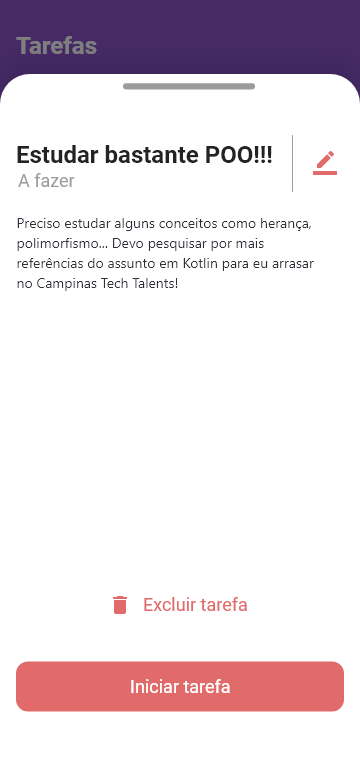 Tarefas
Estudar bastante POO!!!
A fazer
Preciso estudar alguns conceitos como herança,
polimorfismo... Devo pesquisar por mais
referências do assunto em Kotlin para eu arrasar
no Campinas Tech Talents!
Excluir tarefa
Iniciar tarefa